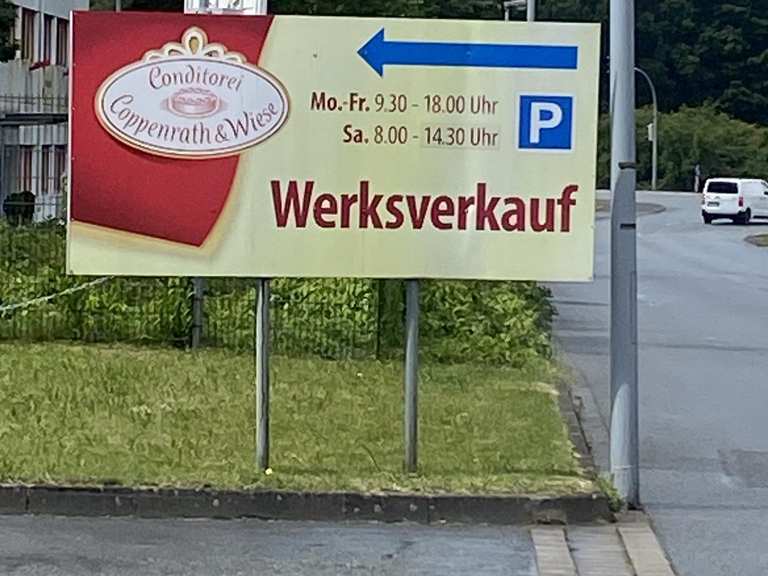 Conditorei
Coppenrath & Wiese
Mo.-Fr. 9.30 - 18.00 Uhr
Sa. 8.00 - 14.30 Uhr
P
Werksverkauf